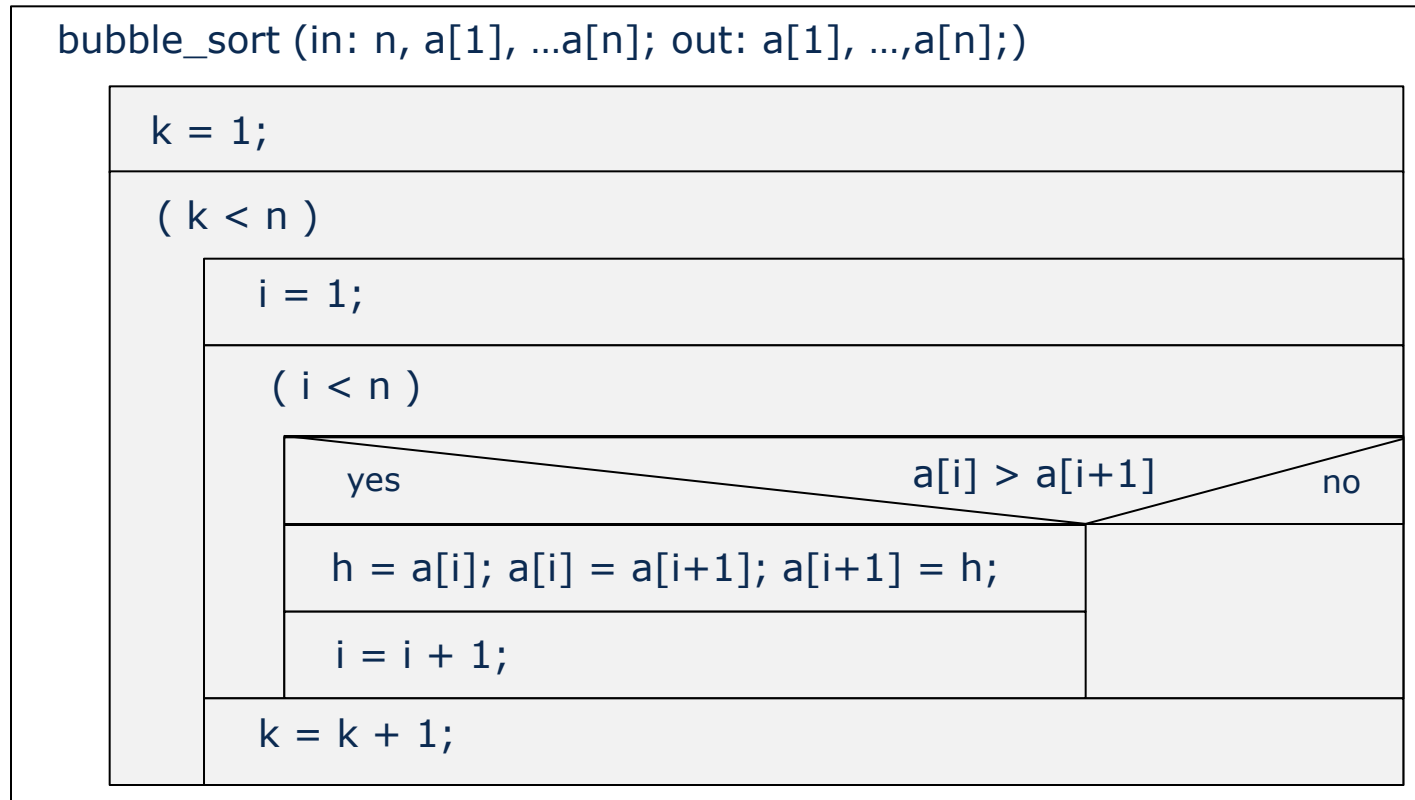 bubble_sort (in: n, a[1], …a[n]; out: a[1], …,a[n];)
k = 1;
( k < n )
i = 1;
( i < n )
yes a[i] > a[i+1] no
h = a[i]; a[i] = a[i+1]; a[i+1] = h;
i = i + 1;
k = k + 1;